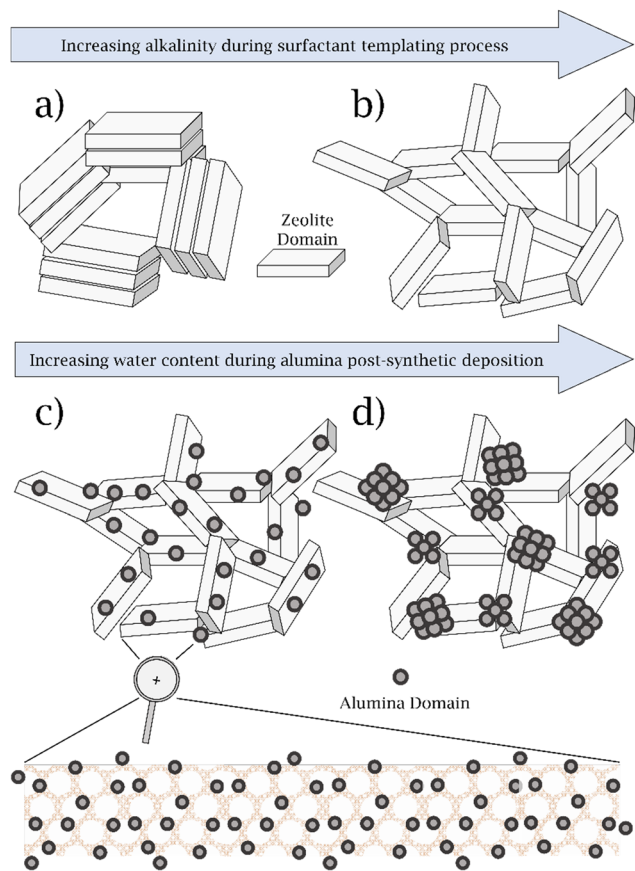 Increasing alkalinity during surfactant templating process
a)
b)
Zeolite
Domain
Increasing water content during alumina post-synthetic deposition
c)
d)
Alumina Domain